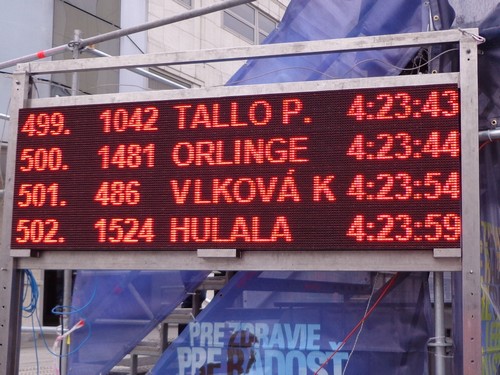 499. 1042 TALLO P. 4:23:43
500. 1481 ORLINGE 4:23:44
501. 486 VLKOVÁ K 4:23:54
502. 1524 HULALA 4:23:59
PRE ZDRAVIE
PRE RADOSŤ